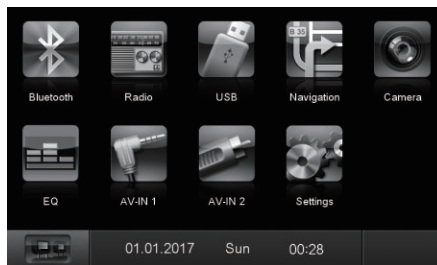 B 35
Bluetooth Radio USB Navigation Camera
EQ AV-IN 1 AV-IN 2 Settings
01.01.2017 Sun 00:28